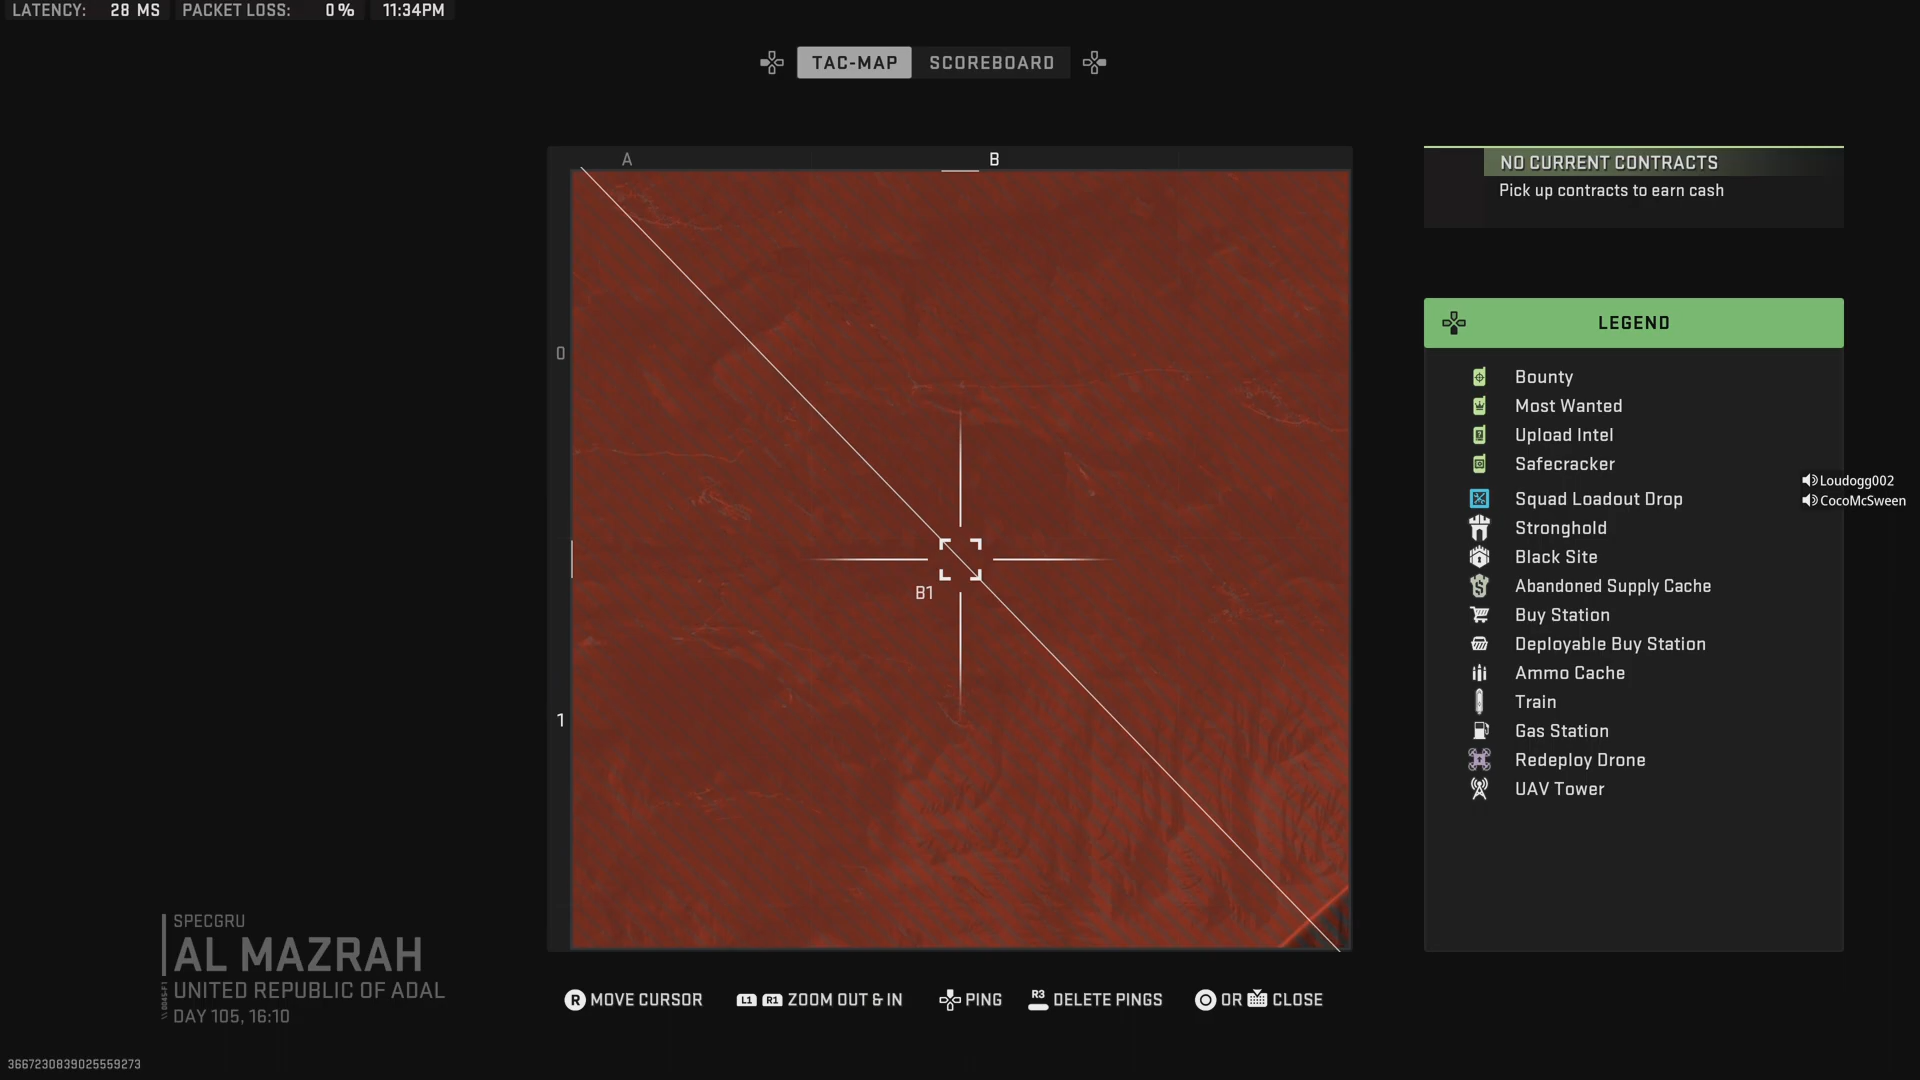 LATENCY: 28 MS PACKET LOSS: 0% 11:34PM
TAC-MAP SCOREBOARD
A B
0
1
B1
NO CURRENT CONTRACTS
Pick up contracts to earn cash
LEGEND
Bounty
Most Wanted
Upload Intel
Safecracker
Squad Loadout Drop
Stronghold
Black Site
Abandoned Supply Cache
Buy Station
Deployable Buy Station
Ammo Cache
Train
Gas Station
Redeploy Drone
UAV Tower
Loudogg002
CocoMcSween
SPECGRU
AL MAZRAH
UNITED REPUBLIC OF ADAL
DAY 105, 16:10
R MOVE CURSOR L1 R1 ZOOM OUT & IN PING R3 DELETE PINGS OR CLOSE
3667230839025559273